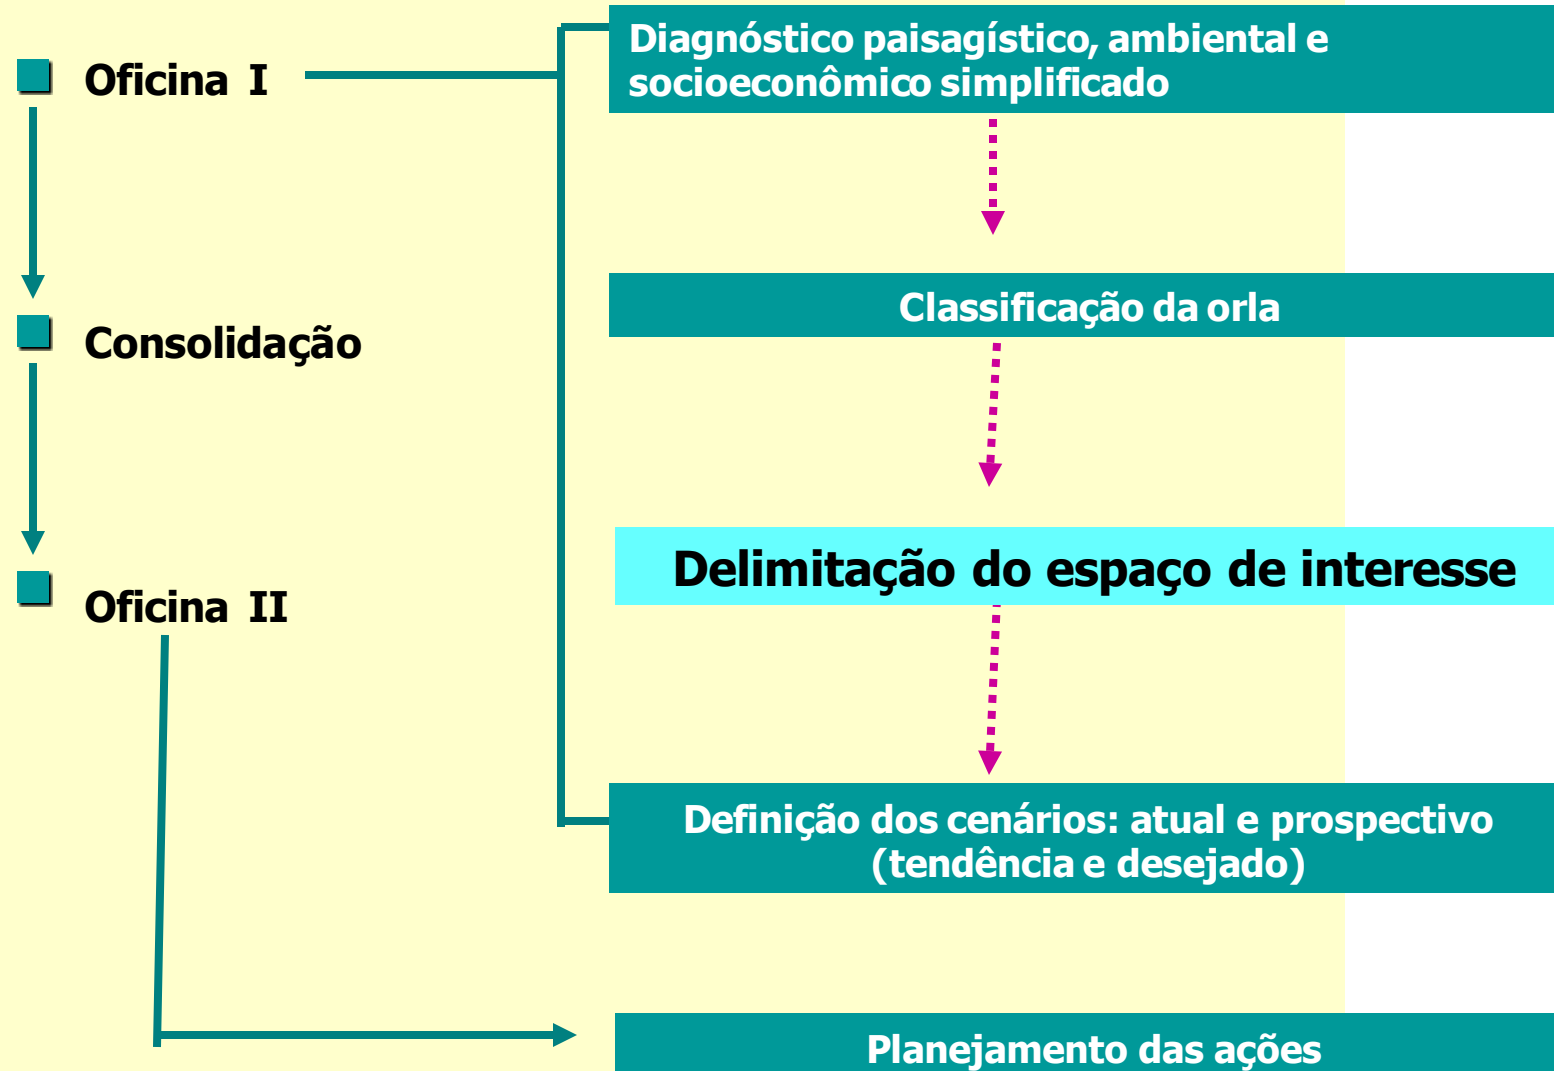 Oficina I
Consolidação
Oficina II
Diagnóstico paisagístico, ambiental e
socioeconômico simplificado
Classificação da orla
Delimitação do espaço de interesse
Definição dos cenários: atual e prospectivo
(tendência e desejado)
Planejamento das ações